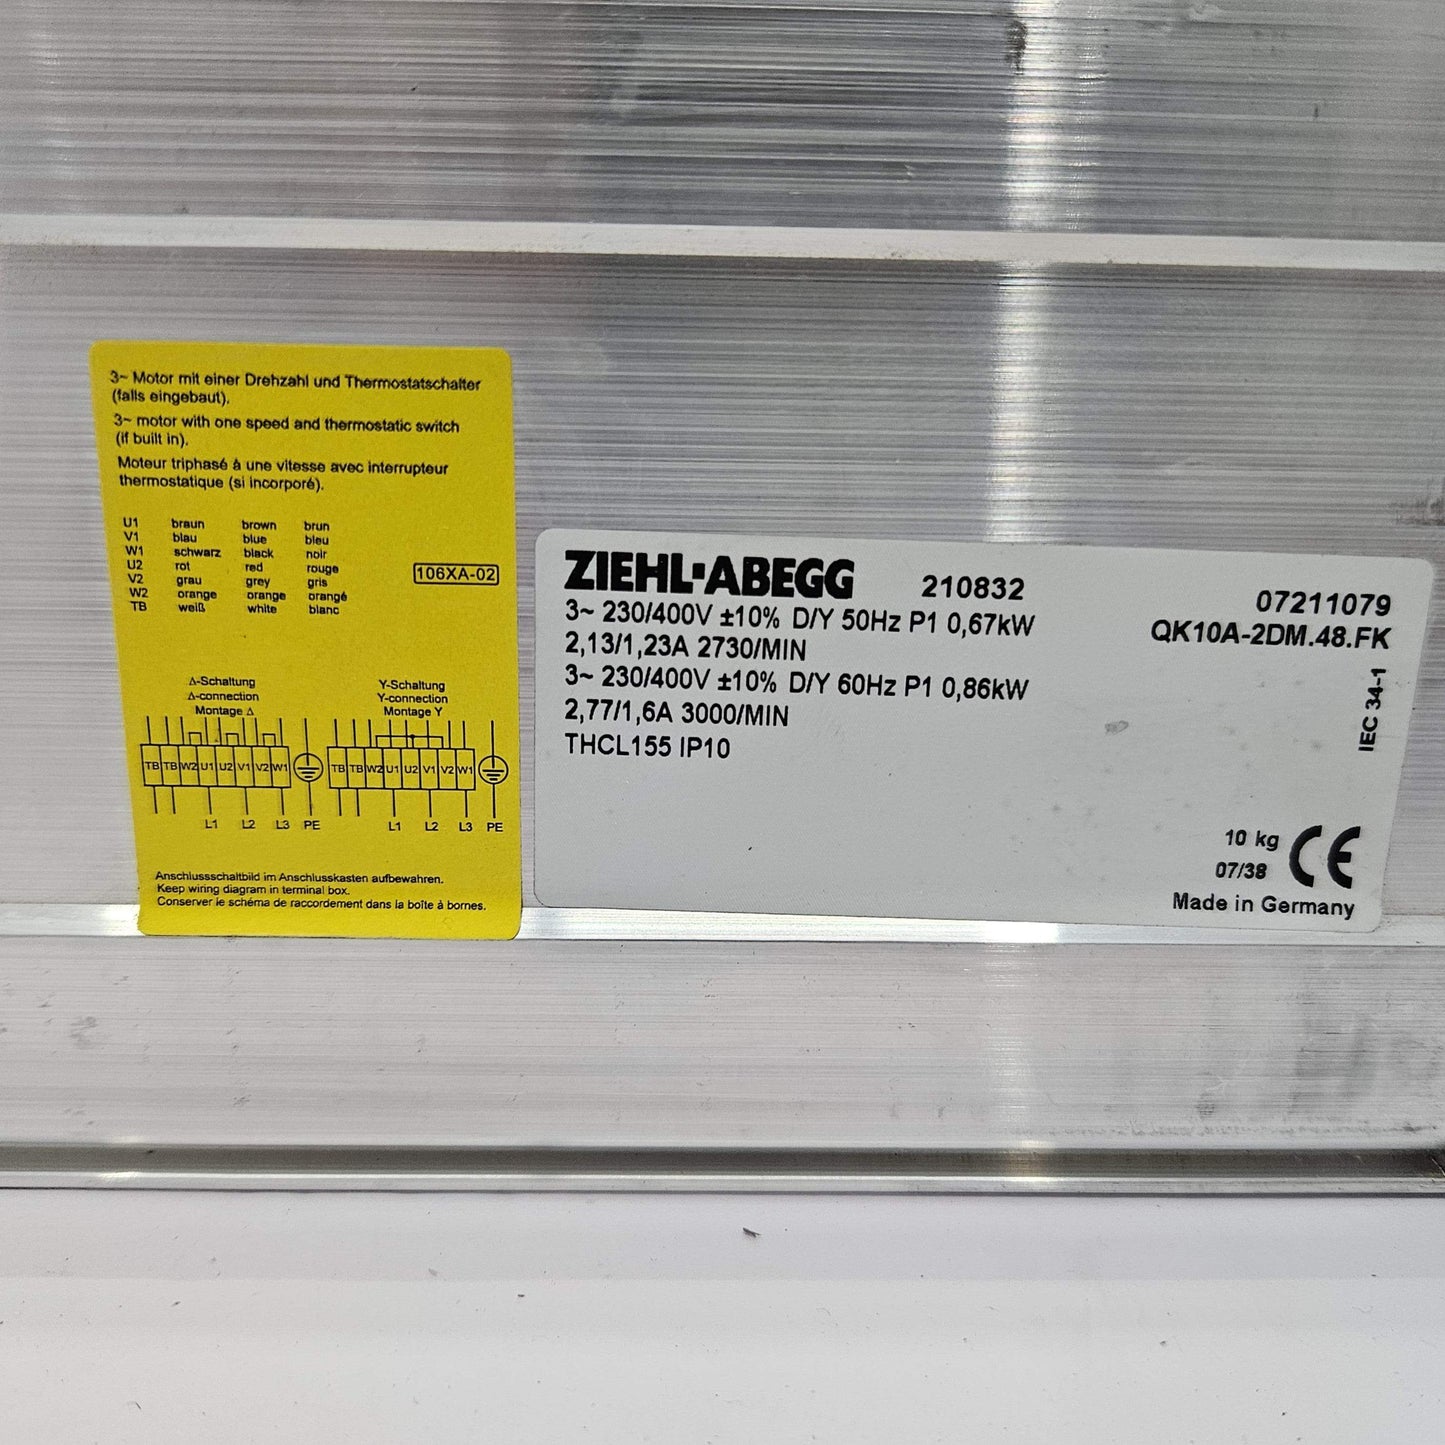 3~ Motor mit einer Drehzahl und Thermostatschalter
(falls eingebaut).
3~ motor with one speed and thermostatic switch
(if built in).
Moteur triphasé à une vitesse avec interrupteur
thermostatique (si incorporé).
U1 braun brown brun
V1 blau blue bleu
W1 schwarz black noir
U2 rot red rouge
V2 grau grey gris
W2 orange orange orangé
TB weiß white blanc
106XA-02
Δ-Schaltung
Δ-connection
Montage Δ
TB TB W2 U1 U2 V1 V2 W1
L1 L2 L3 PE
Y-Schaltung
Y-connection
Montage Y
TB TB W2 U1 U2 V1 V2 W1
L1 L2 L3 PE
Anschlussschaltbild im Anschlusskasten aufbewahren.
Keep wiring diagram in terminal box.
Conserver le schéma de raccordement dans la boîte à bornes.
ZIEHL-ABEGG 210832 07211079
3~ 230/400V ±10% D/Y 50Hz P1 0,67kW QK10A-2DM.48.FK
2,13/1,23A 2730/MIN
3~ 230/400V ±10% D/Y 60Hz P1 0,86kW
2,77/1,6A 3000/MIN
THCL155 IP10
IEC 34-1
10 kg CE
07/38
Made in Germany